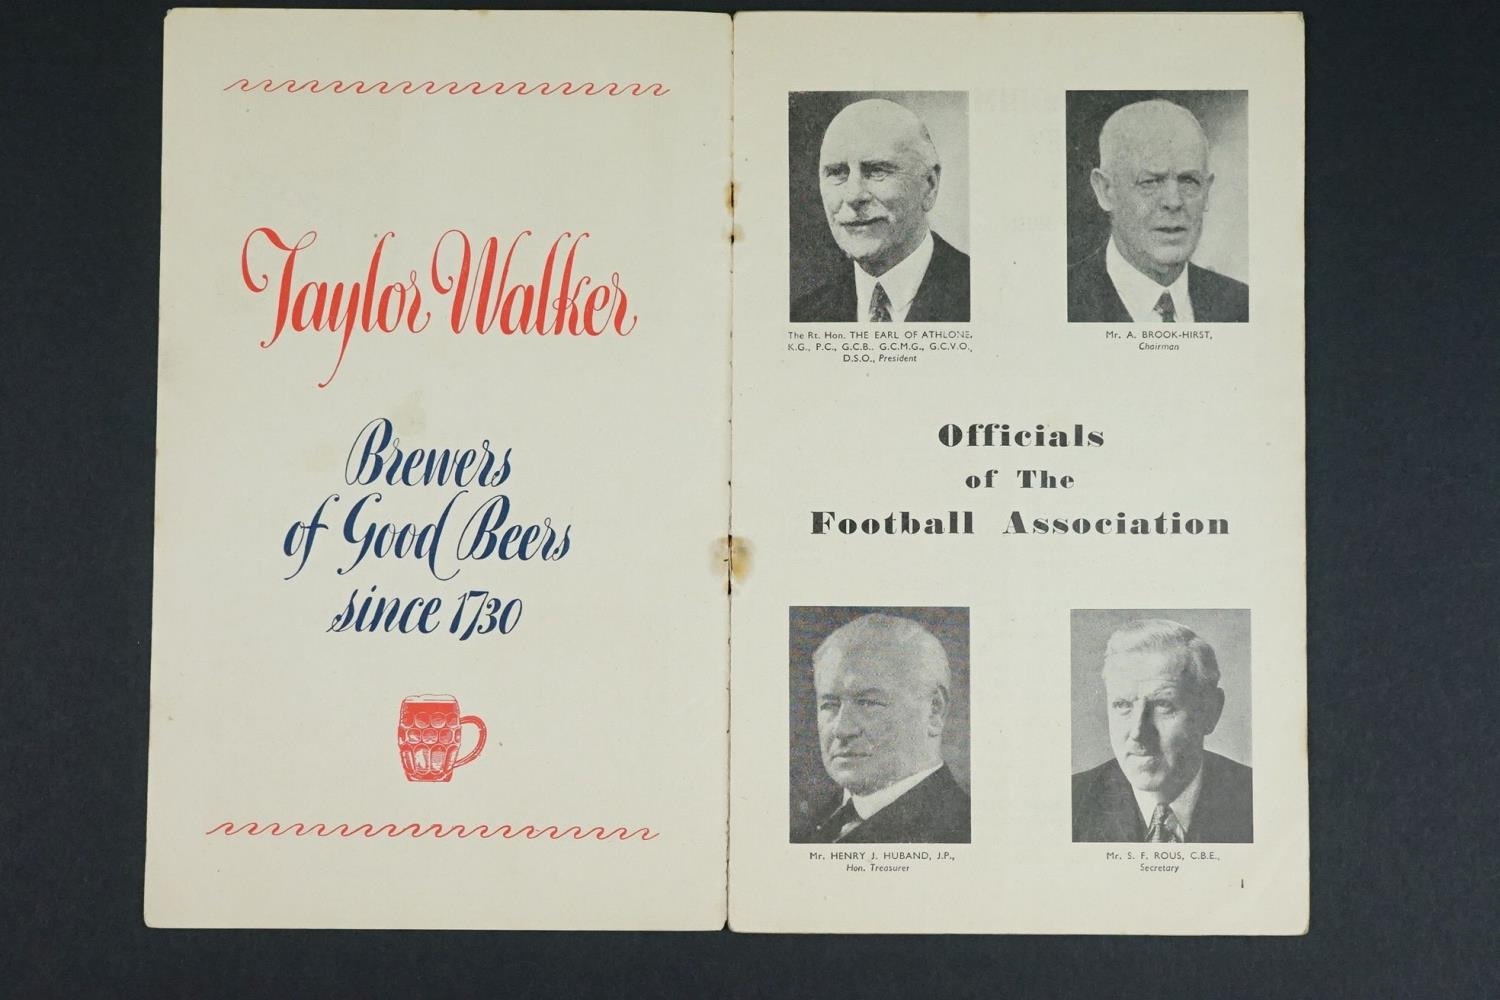 Taylor Walker
Brewers
of Good Beers
since 1730
The Rt. Hon. THE EARL OF ATHLONE,
K.G., P.C., G.C.B.. G.C.M.G., G.C.V.O.,
D.S.O., President
Mr. A. BROOK-HIRST,
Chairman
Officials
of The
Football Association
Mr. HENRY J. HUBAND, J.P.,
Hon. Treasurer
Mr. S. F. ROUS, C.B.E.,
Secretary
1